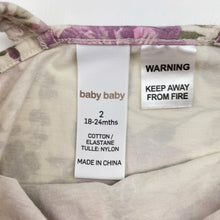 baby baby
2
18-24mths
COTTON/
ELASTANE
TULLE: NYLON
MADE IN CHINA
WARNING
KEEP AWAY
FROM FIRE